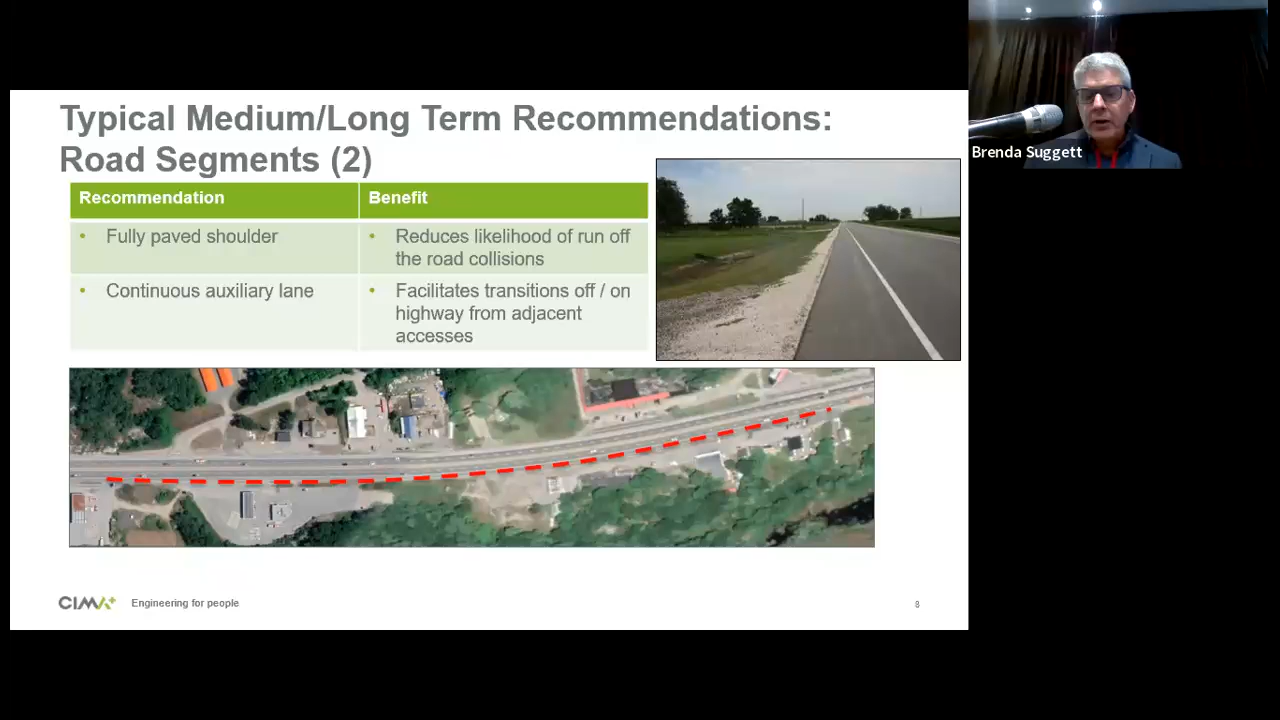 Typical Medium/Long Term Recommendations:
Road Segments (2)
Recommendation
Benefit
• Fully paved shoulder
• Reduces likelihood of run off
the road collisions
• Continuous auxiliary lane
• Facilitates transitions off / on
highway from adjacent
accesses
CIMA+
Engineering for people
8
Brenda Suggett